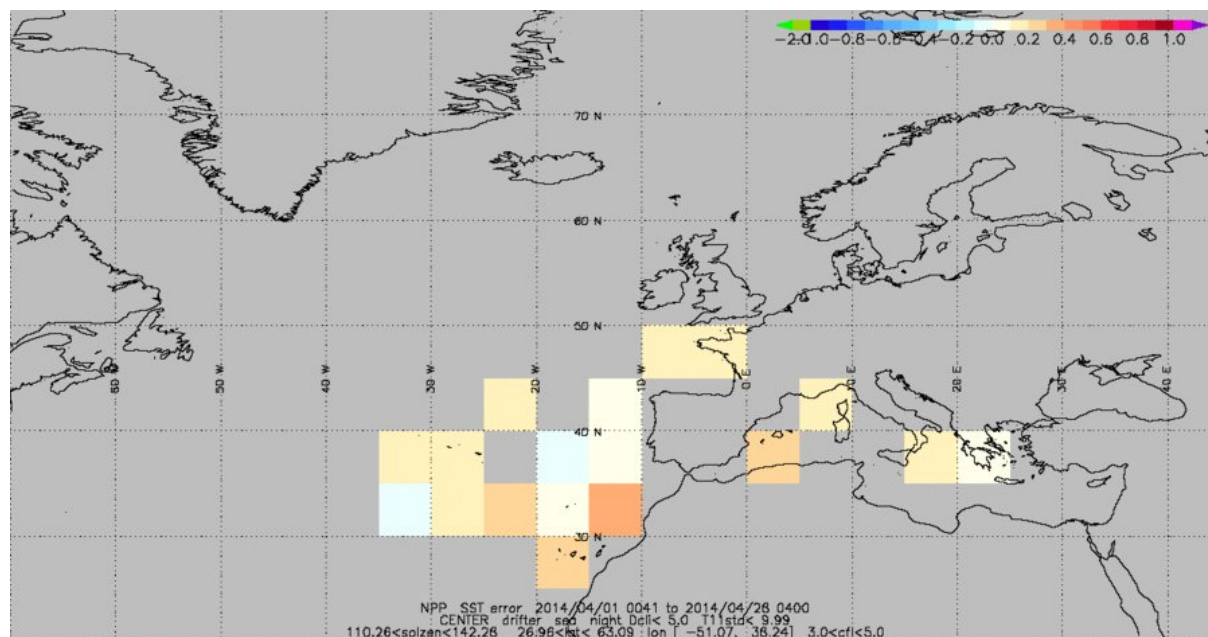 -2.0 -1.0 -0.8 -0.6 -0.4 -0.2 0.0 0.2 0.4 0.6 0.8 1.0
70 N
60 N
50 N
60 W 50 W 40 W 30 W 20 W 10 W 0 E 10 E 20 E 30 E 40 E
40 N
30 N
NPP SST error 2014/04/01 0041 to 2014/04/28 0400
CENTER drifter sea night Dcli< 5.0 T11std< 9.99
110.26<solzen<142.28 26.96<lat< 63.09 lon [ -51.07, 36.24] 3.0<cfl<5.0